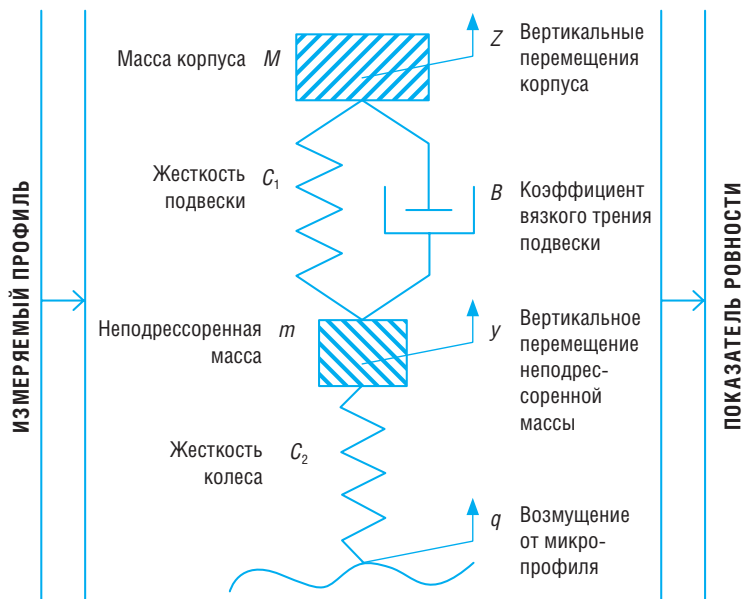 ИЗМЕРЯЕМЫЙ ПРОФИЛЬ
Масса корпуса M
Z Вертикальные
перемещения
корпуса
Жесткость
подвески
C1
B Коэффициент
вязкого трения
подвески
Неподрессоренная
масса
m
y Вертикальное
перемещение
неподрес-
соренной
массы
Жесткость
колеса
C2
q Возмущение
от микро-
профиля
ПОКАЗАТЕЛЬ РОВНОСТИ